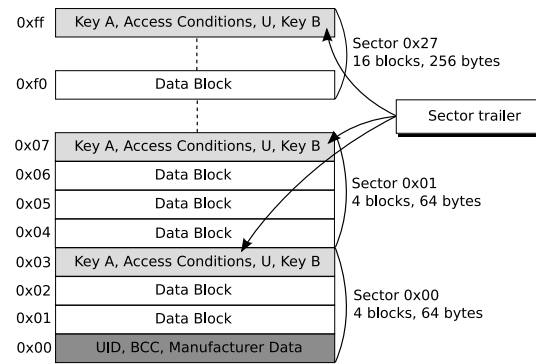 0xff
Key A, Access Conditions, U, Key B
Sector 0x27
16 blocks, 256 bytes
0xf0
Data Block
Sector trailer
0x07
Key A, Access Conditions, U, Key B
0x06
Data Block
0x05
Data Block
Sector 0x01
4 blocks, 64 bytes
0x04
Data Block
0x03
Key A, Access Conditions, U, Key B
0x02
Data Block
Sector 0x00
4 blocks, 64 bytes
0x01
Data Block
0x00
UID, BCC, Manufacturer Data